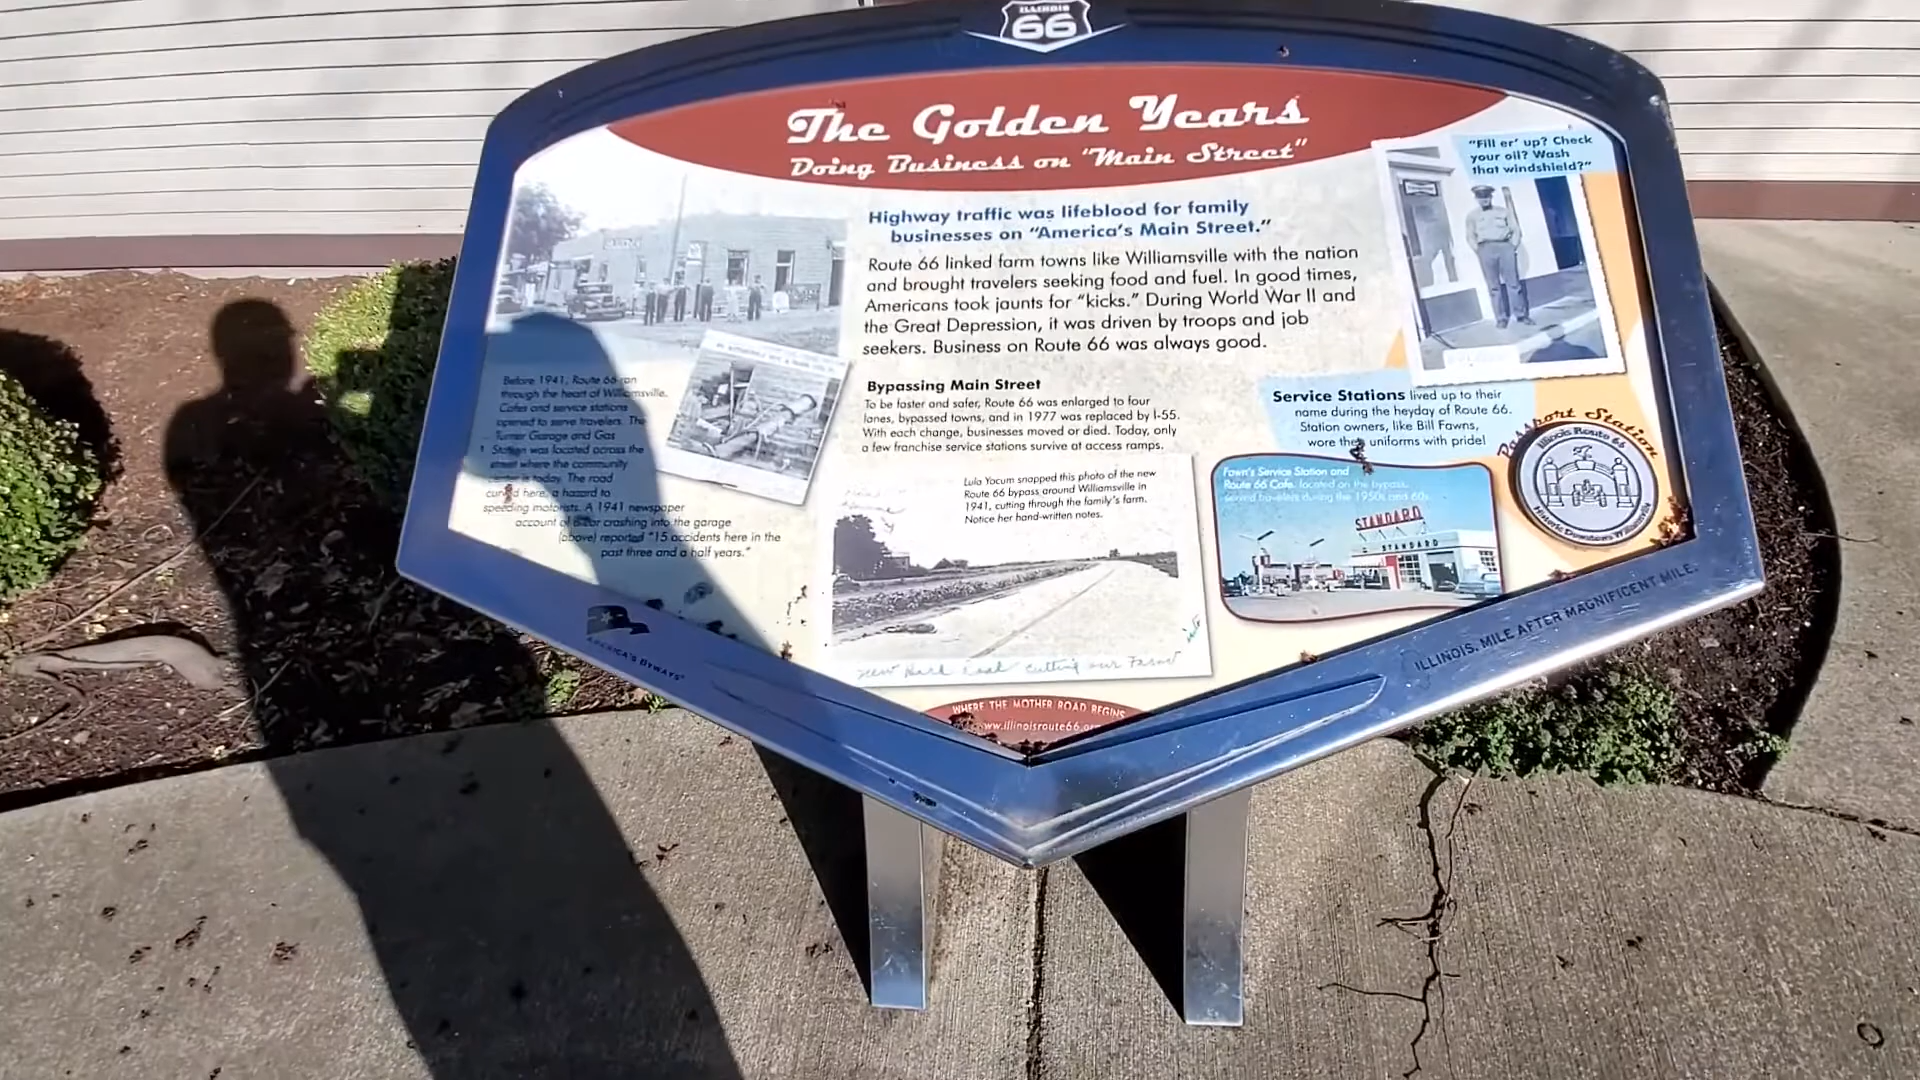 ILLINOIS
66
The Golden Years
Doing Business on "Main Street"
"Fill er' up? Check
your oil? Wash
that windshield?"
Highway traffic was lifeblood for family
businesses on "America's Main Street."
Route 66 linked farm towns like Williamsville with the nation
and brought travelers seeking food and fuel. In good times,
Americans took jaunts for "kicks." During World War II and
the Great Depression, it was driven by troops and job
seekers. Business on Route 66 was always good.
Before 1941, Route 66 ran
through the heart of Williamsville.
Cafes and service stations
opened to serve travelers. The
Turner Garage and Gas
Station was located across the
street where the community
center is today. The road
curved here, a hazard to
speeding motorists. A 1941 newspaper
account of a car crashing into the garage
(above) reported "15 accidents here in the
past three and a half years."
Bypassing Main Street
To be faster and safer, Route 66 was enlarged to four
lanes, bypassed towns, and in 1977 was replaced by I-55.
With each change, businesses moved or died. Today, only
a few franchise service stations survive at access ramps.
Lula Yocum snapped this photo of the new
Route 66 bypass around Williamsville in
1941, cutting through the family's farm.
Notice her hand-written notes.
new Hard Road cutting our Farm
Service Stations lived up to their
name during the heyday of Route 66.
Station owners, like Bill Fawns,
wore their uniforms with pride!
Fawn's Service Station and
Route 66 Cafe, located on the bypass,
served travelers during the 1950s and 60s.
STANDARD
STANDARD
Passport Station
Illinois Route 66
Historic Downtown Williamsville
AMERICA'S BYWAYS®
ILLINOIS. MILE AFTER MAGNIFICENT MILE.
WHERE THE MOTHER ROAD BEGINS
www.illinoisroute66.org